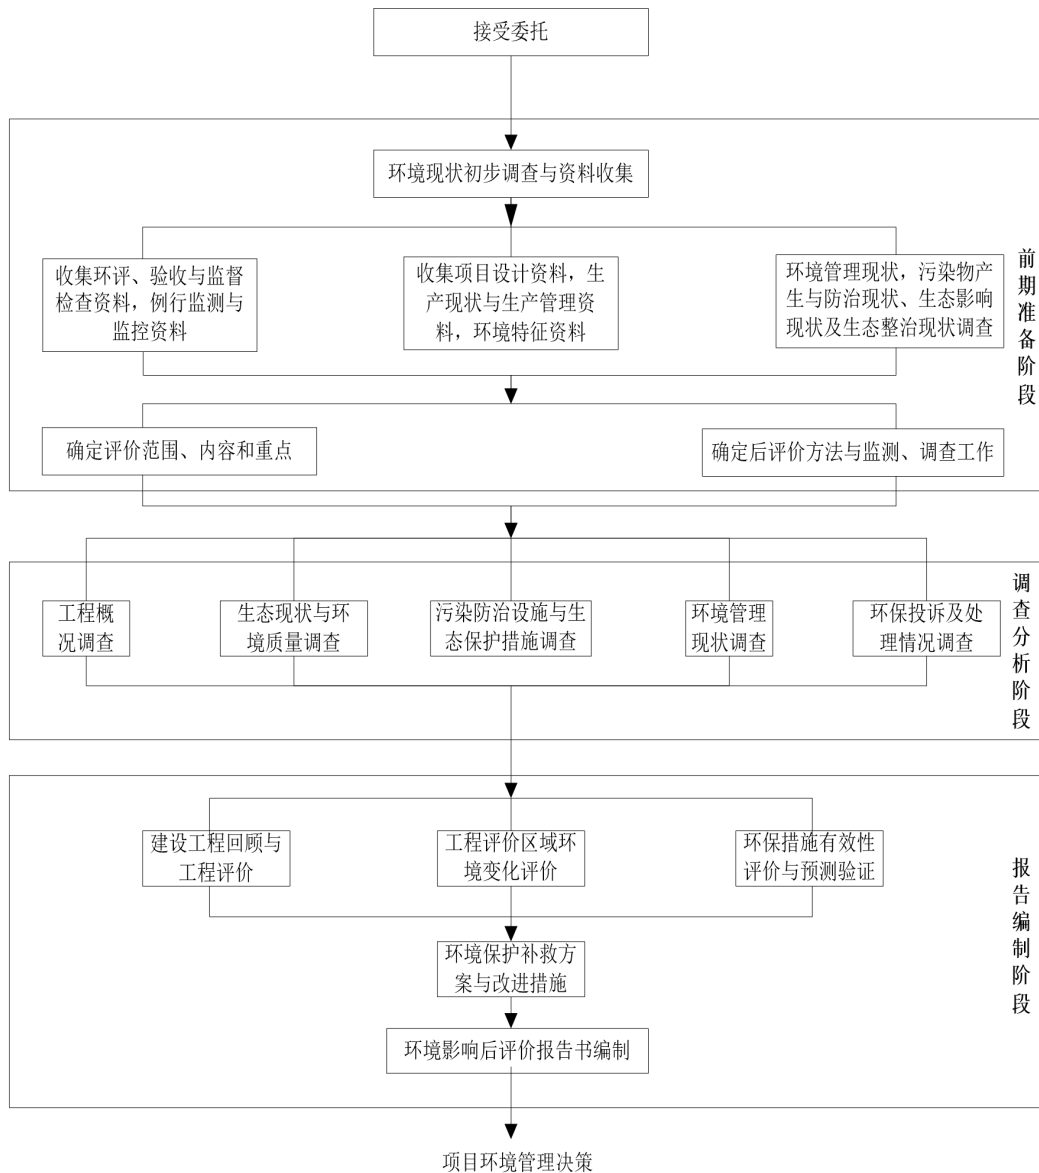 接受委托
环境现状初步调查与资料收集
收集环评、验收与监督
检查资料，例行监测与
监控资料
收集项目设计资料，生
产现状与生产管理资
料，环境特征资料
环境管理现状，污染物产
生与防治现状、生态影响
现状及生态整治现状调查
前期准备阶段
确定评价范围、内容和重点
确定后评价方法与监测、调查工作
工程概
况调查
生态现状与环
境质量调查
污染防治设施与生
态保护措施调查
环境管理
现状调查
环保投诉及处
理情况调查
调查分析阶段
建设工程回顾与
工程评价
工程评价区域环
境变化评价
环保措施有效性
评价与预测验证
环境保护补救方
案与改进措施
环境影响后评价报告书编制
报告编制阶段
项目环境管理决策